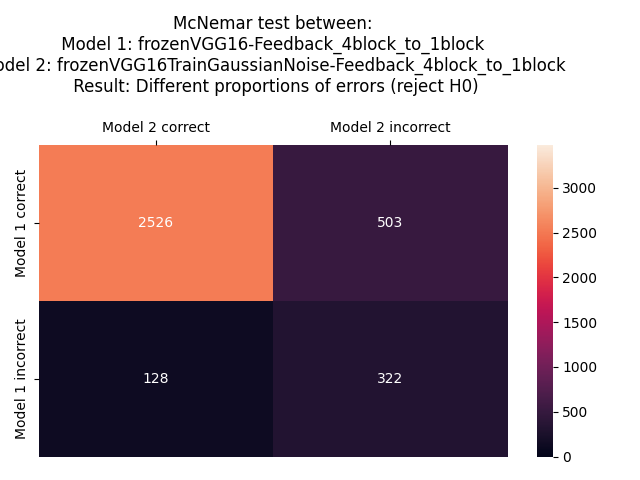 McNemar test between:
Model 1: frozenVGG16-Feedback_4block_to_1block
odel 2: frozenVGG16TrainGaussianNoise-Feedback_4block_to_1block
Result: Different proportions of errors (reject H0)
Model 2 correct Model 2 incorrect
Model 1 correct
2526 503
Model 1 incorrect
128 322
3000
2500
2000
1500
1000
500
0